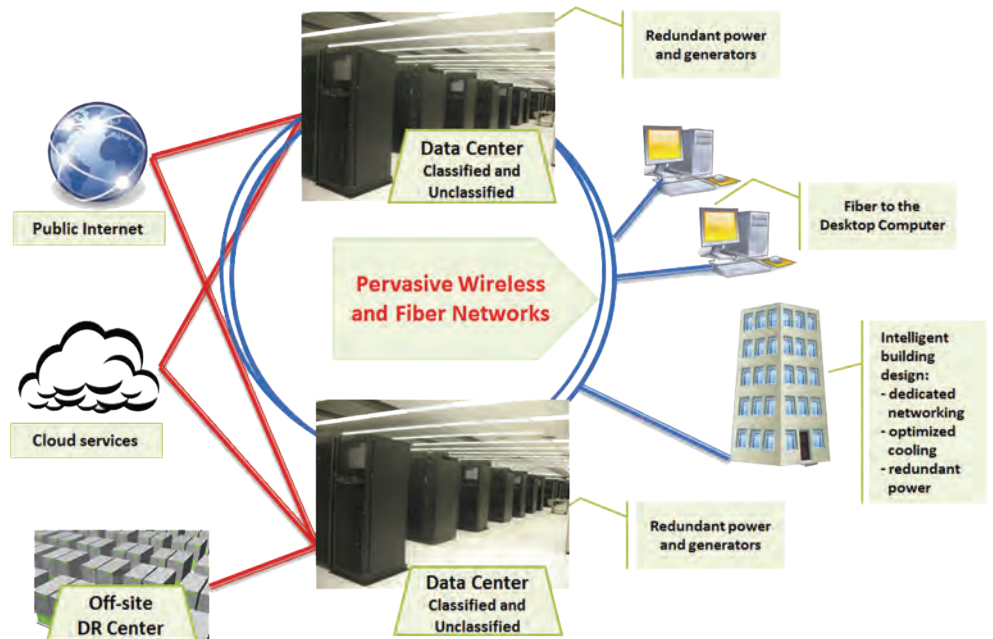 Redundant power
and generators
Data Center
Classified and
Unclassified
Public Internet
Fiber to the
Desktop Computer
Pervasive Wireless
and Fiber Networks
Intelligent
building
design:
- dedicated
networking
- optimized
cooling
- redundant
power
Cloud services
Redundant power
and generators
Data Center
Classified and
Unclassified
Off-site
DR Center